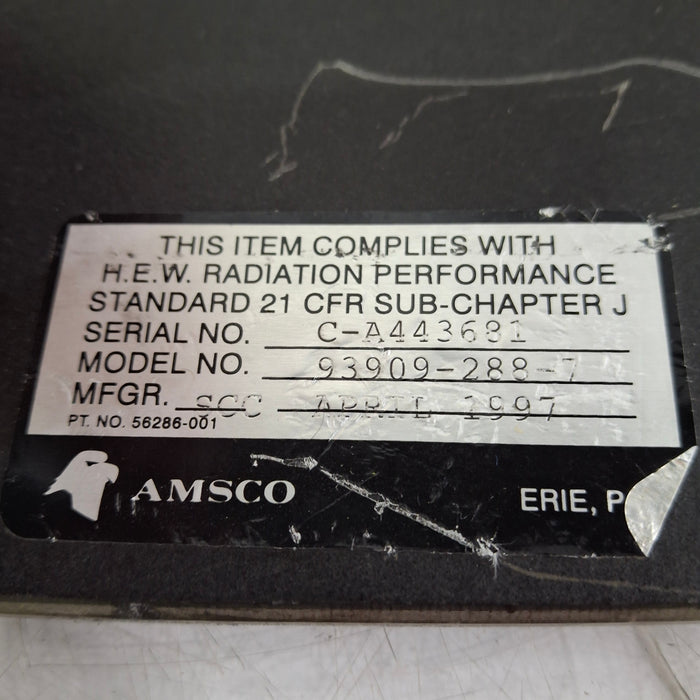 THIS ITEM COMPLIES WITH
H.E.W. RADIATION PERFORMANCE
STANDARD 21 CFR SUB-CHAPTER J
SERIAL NO. C-A443681
MODEL NO. 93909-288-7
MFGR. SCC APRIL 1997
PT. NO. 56286-001
AMSCO
ERIE, P